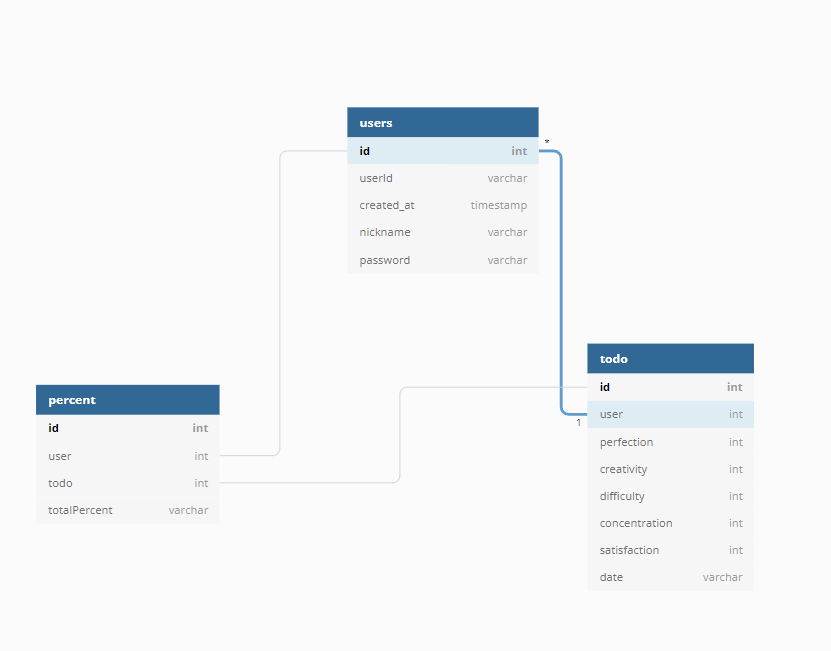 users
id int
userId varchar
created_at timestamp
nickname varchar
password varchar
*
1
todo
id int
user int
perfection int
creativity int
difficulty int
concentration int
satisfaction int
date varchar
percent
id int
user int
todo int
totalPercent varchar